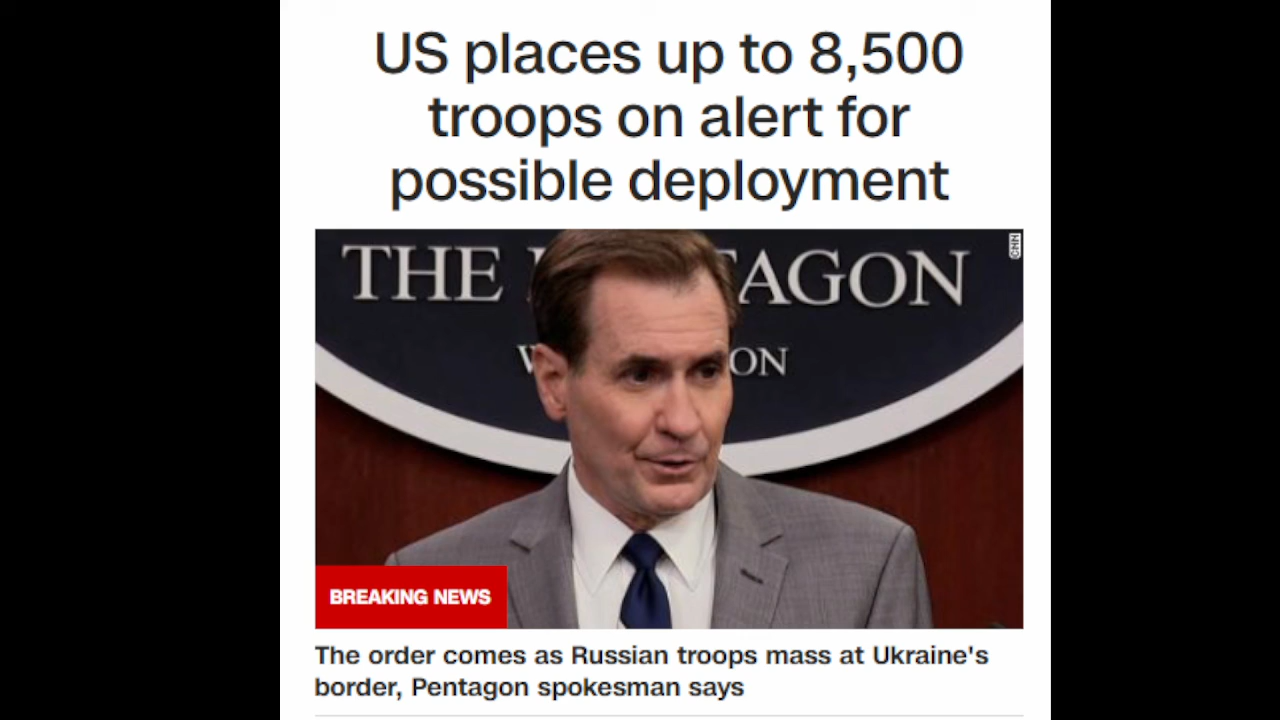 US places up to 8,500
troops on alert for
possible deployment
THE AGON
CNN
ON
BREAKING NEWS
The order comes as Russian troops mass at Ukraine's
border, Pentagon spokesman says